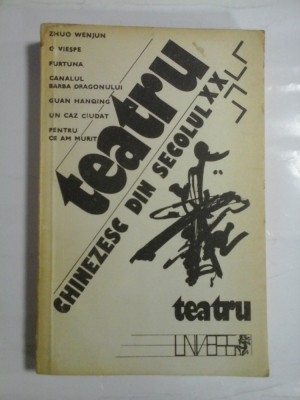 ZHUO WENJUN
O VIESPE
FURTUNA
CANALUL
BARBA DRAGONULUI
GUAN HANQING
UN CAZ CIUDAT
PENTRU
CE AM MURIT
teatru
CHINEZESC DIN SECOLUL XX
teatru
UNIVERS